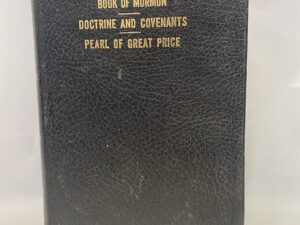 BOOK OF MORMON
DOCTRINE AND COVENANTS
PEARL OF GREAT PRICE